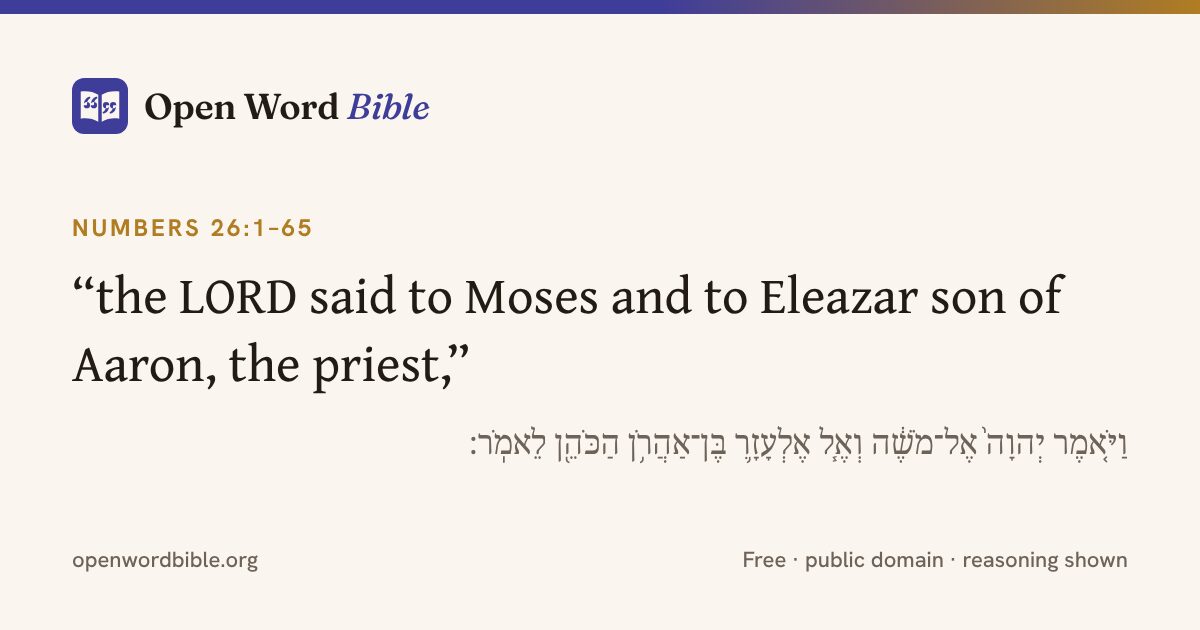 Open Word Bible
NUMBERS 26:1–65
“the LORD said to Moses and to Eleazar son of
Aaron, the priest,”
וַיֹּ֤אמֶר יְהוָה֙ אֶל־מֹשֶׁ֔ה וְאֶ֧ל אֶלְעָזָ֛ר בֶּן־אַהֲרֹ֥ן הַכֹּהֵ֖ן לֵאמֹֽר׃
openwordbible.org
Free · public domain · reasoning shown